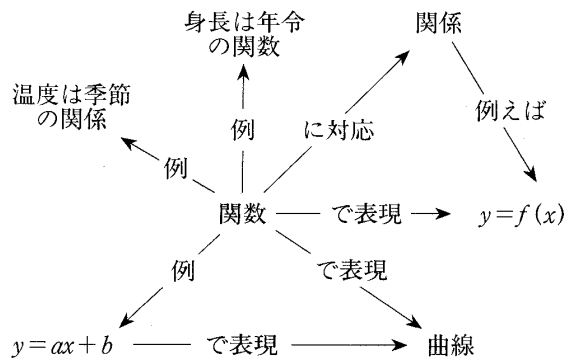 身長は年令
の関数
関係
温度は季節
の関係
例
に対応
例えば
例
関数
で表現
y=f(x)
例
で表現
y=ax+b
で表現
曲線